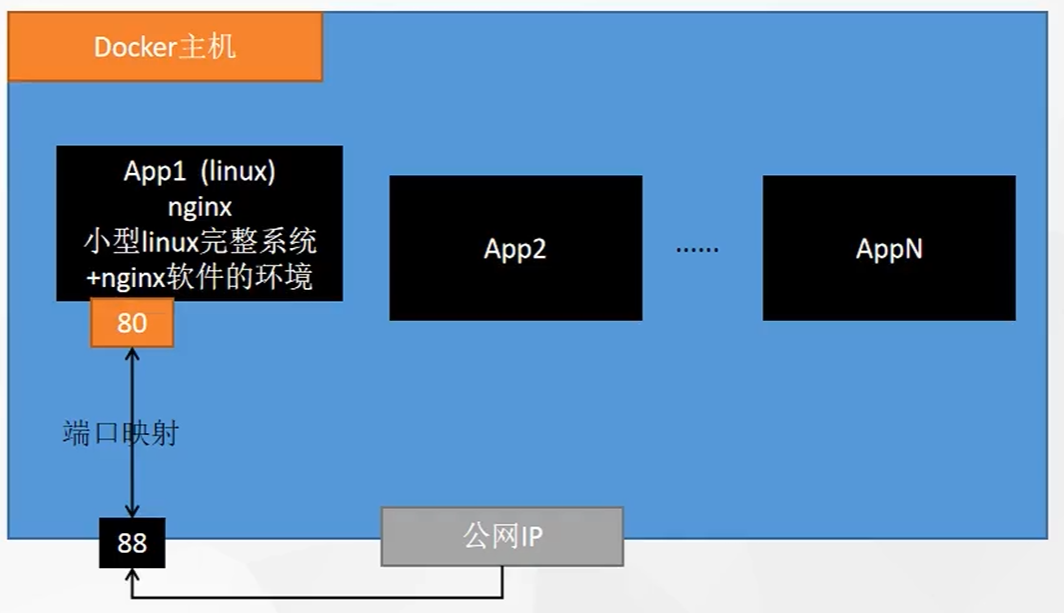 Docker主机
App1 (linux)
nginx
小型linux完整系统
+nginx软件的环境
App2
······
AppN
80
端口映射
88
公网IP